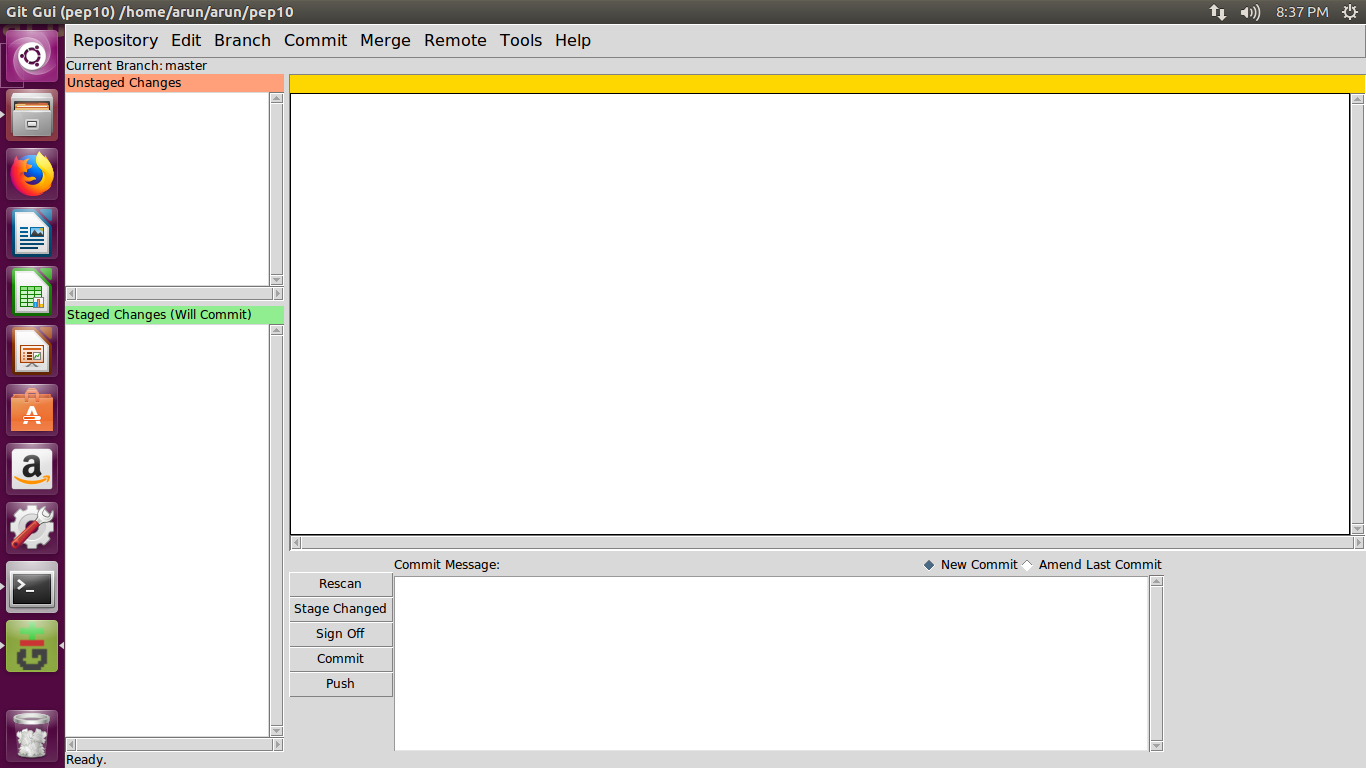 Git Gui (pep10) /home/arun/arun/pep10
8:37 PM
Repository Edit Branch Commit Merge Remote Tools Help
Current Branch: master
Unstaged Changes
Staged Changes (Will Commit)
Commit Message:
New Commit
Amend Last Commit
Rescan
Stage Changed
Sign Off
Commit
Push
Ready.